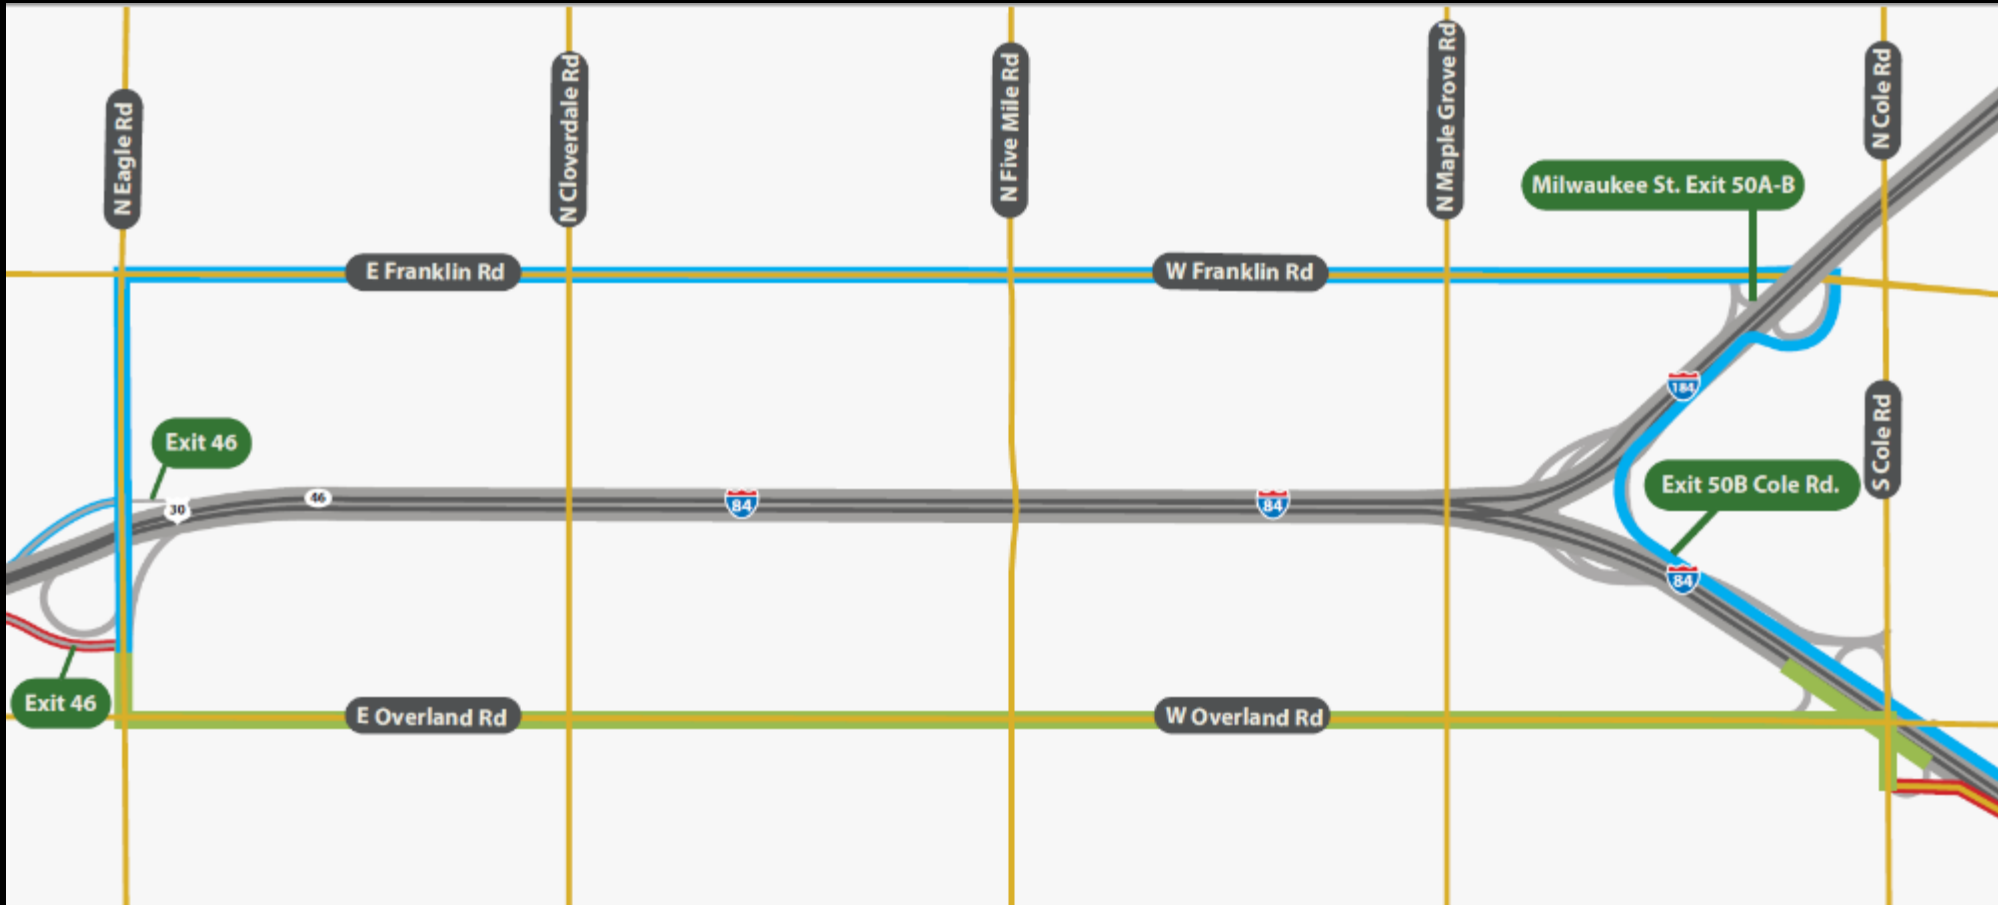 N Eagle Rd
N Cloverdale Rd
N Five Mile Rd
N Maple Grove Rd
N Cole Rd
Milwaukee St. Exit 50A-B
E Franklin Rd
W Franklin Rd
184
S Cole Rd
Exit 46
Exit 50B Cole Rd.
30
46
84
84
84
Exit 46
E Overland Rd
W Overland Rd